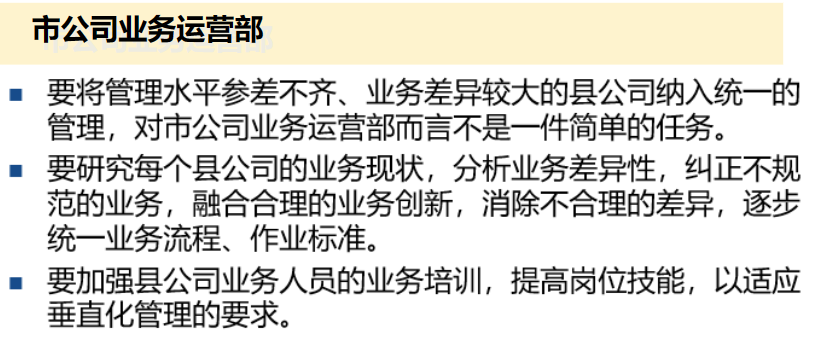 市公司业务运营部
■ 要将管理水平参差不齐、业务差异较大的县公司纳入统一的
管理，对市公司业务运营部而言不是一件简单的任务。
■ 要研究每个县公司的业务现状，分析业务差异性，纠正不规
范的业务，融合合理的业务创新，消除不合理的差异，逐步
统一业务流程、作业标准。
■ 要加强县公司业务人员的业务培训，提高岗位技能，以适应
垂直化管理的要求。